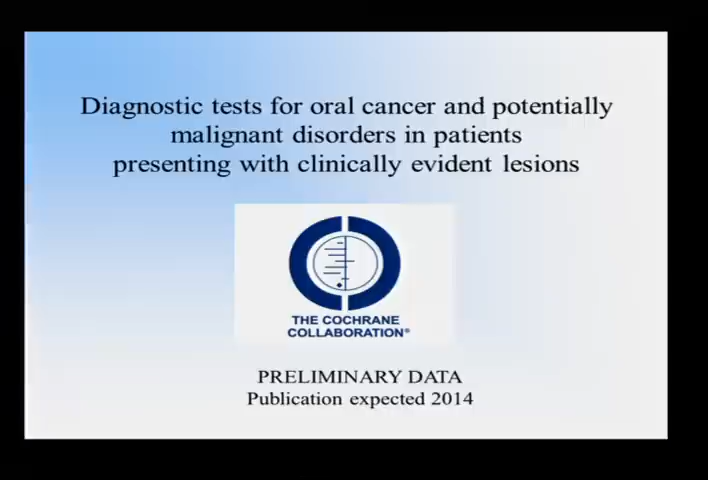 Diagnostic tests for oral cancer and potentially
malignant disorders in patients
presenting with clinically evident lesions
THE COCHRANE
COLLABORATION®
PRELIMINARY DATA
Publication expected 2014